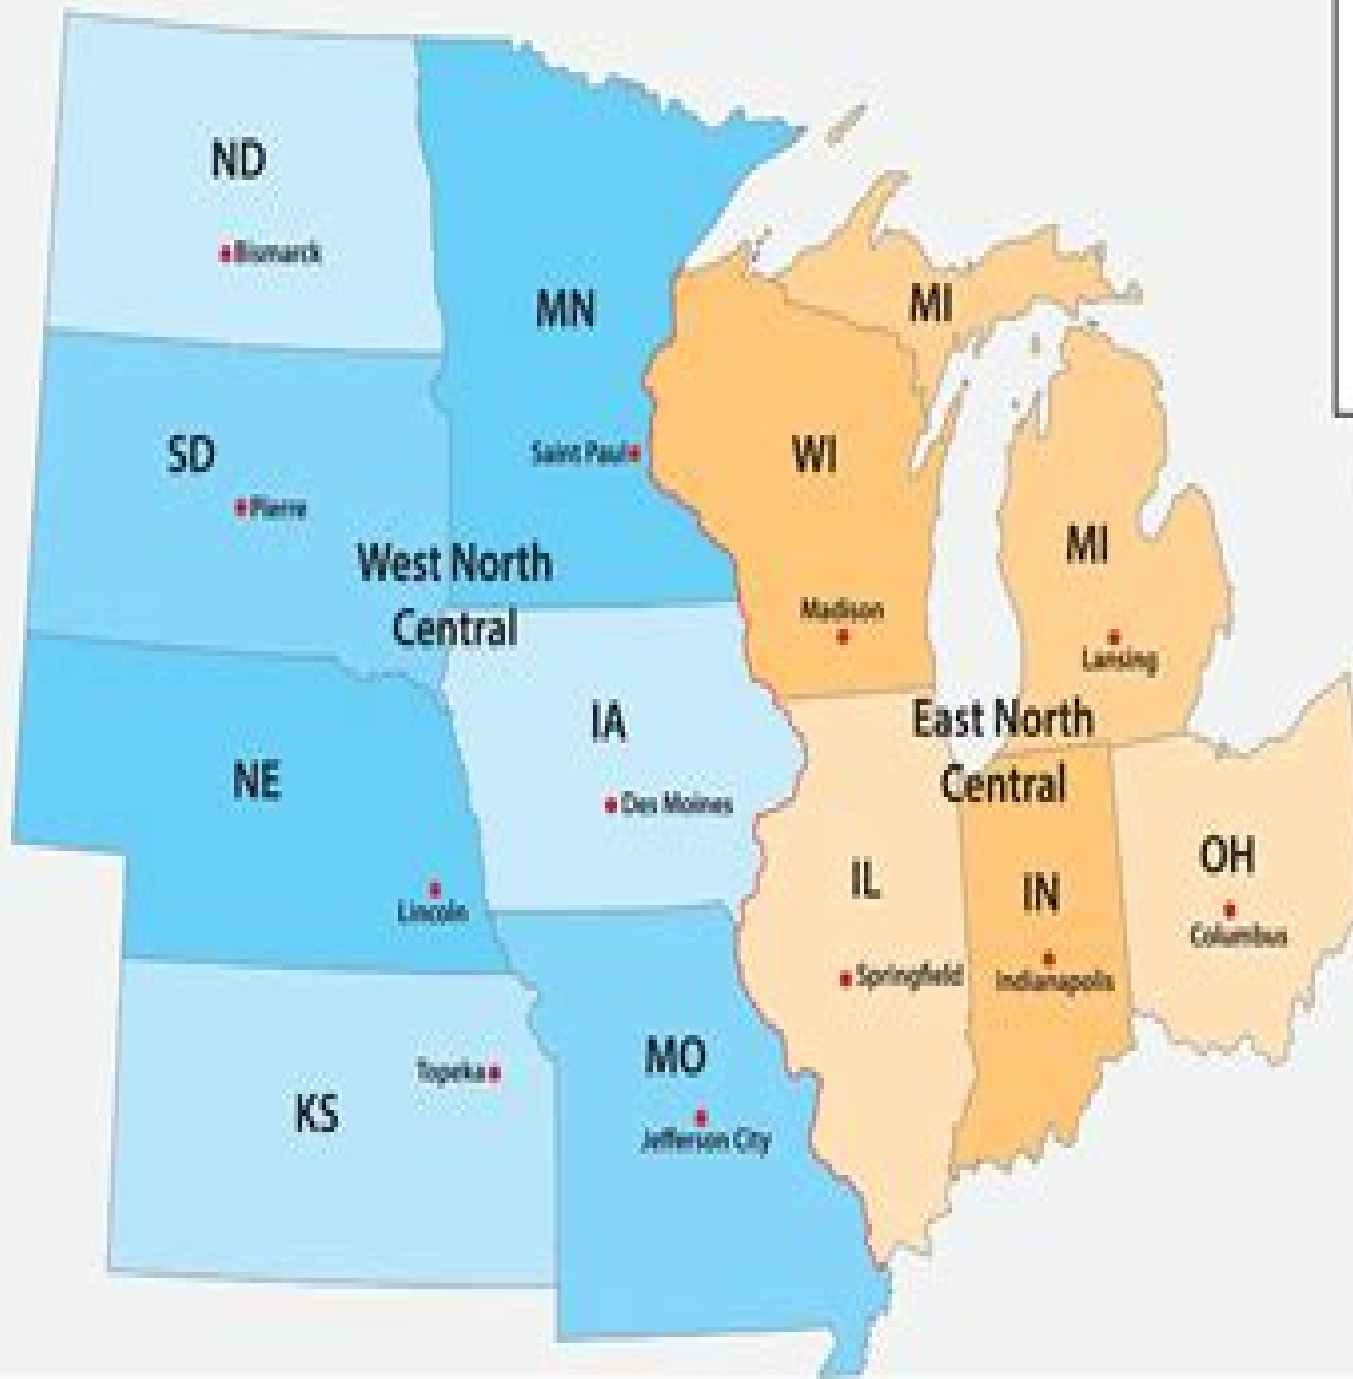 ND
Bismarck
MN
MI
SD
Saint Paul
WI
Pierre
MI
West North
Central
Madison
Lansing
IA
East North
Central
NE
Des Moines
OH
IL
IN
Lincoln
Columbus
Springfield
Indianapolis
MO
Topeka
KS
Jefferson City